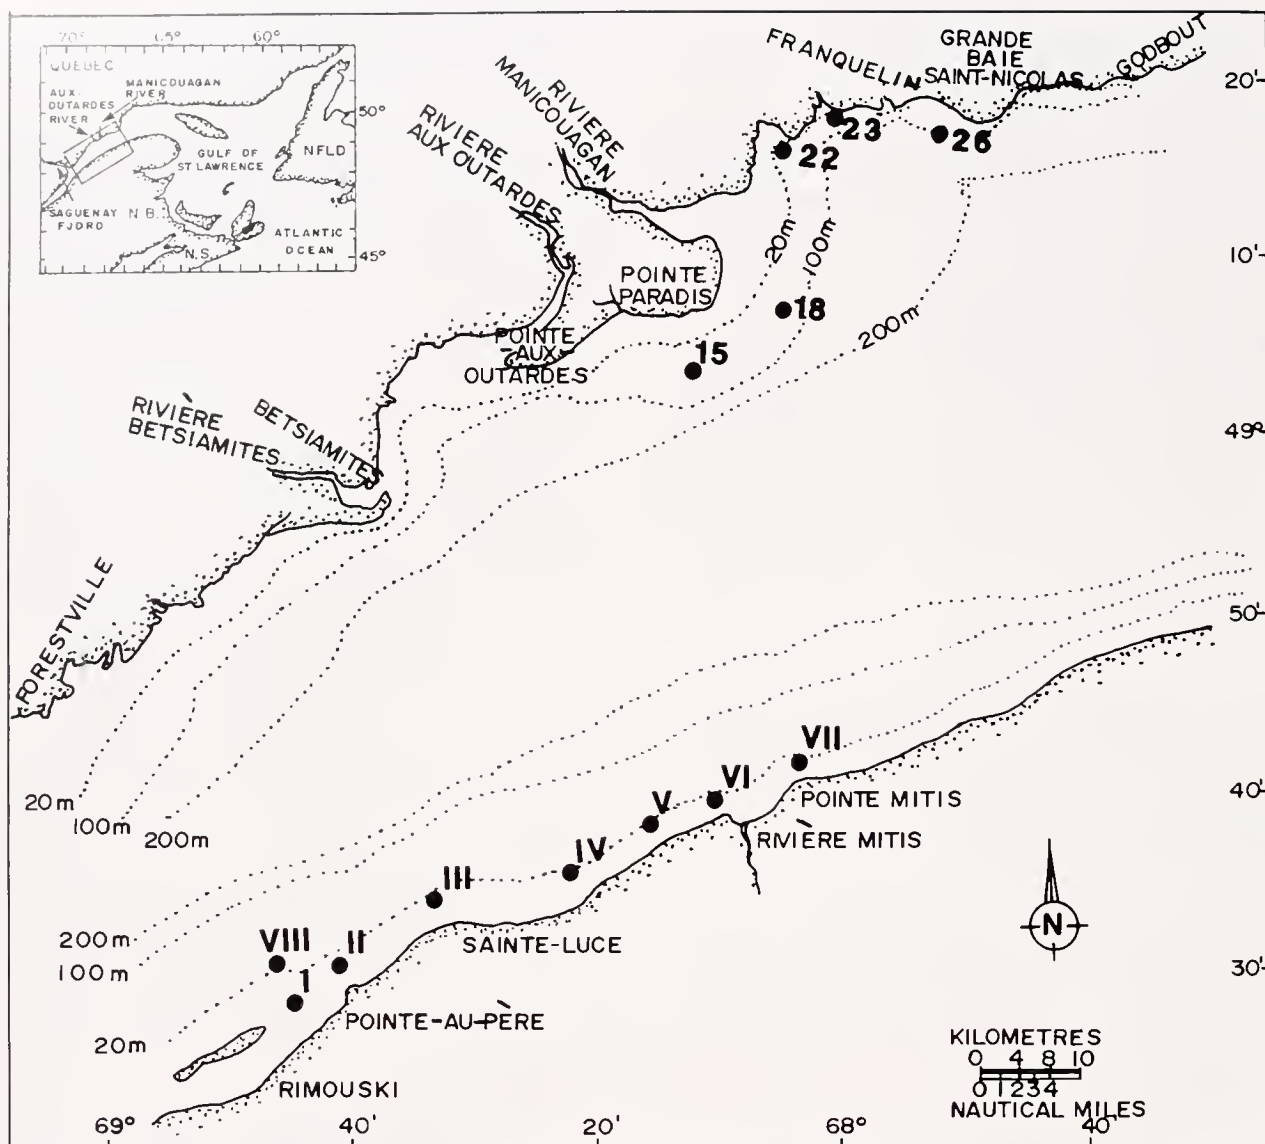 70° 65° 60°
QUEBEC
MANICOUAGAN
RIVER
AUX-
OUTARDES
RIVER
50°
GULF OF
ST LAWRENCE
NFLD
SAGUENAY
FJORD
N.B.
N.S.
ATLANTIC
OCEAN
45°
FRANQUELIN
GRANDE
BAIE
SAINT-NICOLAS
GODBOUT
20'
RIVIERE
MANICOUAGAN
RIVIERE
AUX OUTARDES
23
22
26
20m
100m
200m
10'
POINTE
PARADIS
18
15
POINTE
-AUX-
OUTARDES
RIVIÈRE
BETSIAMITES
BETSIAMITES
49°
FORESTVILLE
50'
20m
100m
200m
VII
VI
V
IV
III
POINTE MITIS
RIVIÈRE MITIS
40'
200m
100m
VIII
II
I
SAINTE-LUCE
N
30'
20m
POINTE-AU-PÈRE
RIMOUSKI
KILOMETRES
0 4 8 10
0 1 2 3 4
NAUTICAL MILES
69° 40' 20' 68° 40'